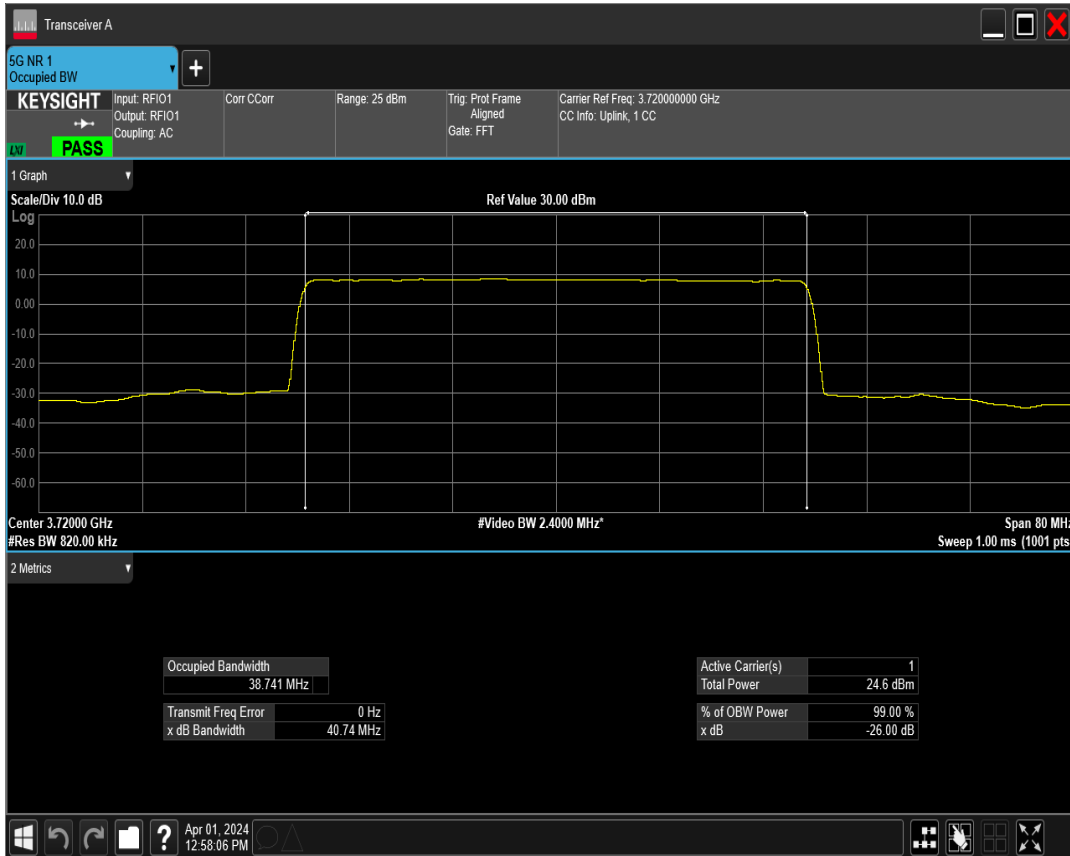 Transceiver A
5G NR 1
Occupied BW
+
KEYSIGHT
LXI
PASS
Input: RFIO1
Output: RFIO1
Coupling: AC
Corr CCorr
Range: 25 dBm
Trig: Prot Frame
Aligned
Gate: FFT
Carrier Ref Freq: 3.720000000 GHz
CC Info: Uplink, 1 CC
1 Graph
Scale/Div 10.0 dB
Ref Value 30.00 dBm
Log
20.0
10.0
0.00
-10.0
-20.0
-30.0
-40.0
-50.0
-60.0
Center 3.72000 GHz
#Video BW 2.4000 MHz*
Span 80 MHz
#Res BW 820.00 kHz
Sweep 1.00 ms (1001 pts
2 Metrics
Occupied Bandwidth
38.741 MHz
Transmit Freq Error 0 Hz
x dB Bandwidth 40.74 MHz
Active Carrier(s) 1
Total Power 24.6 dBm
% of OBW Power 99.00 %
x dB -26.00 dB
?
Apr 01, 2024
12:58:06 PM